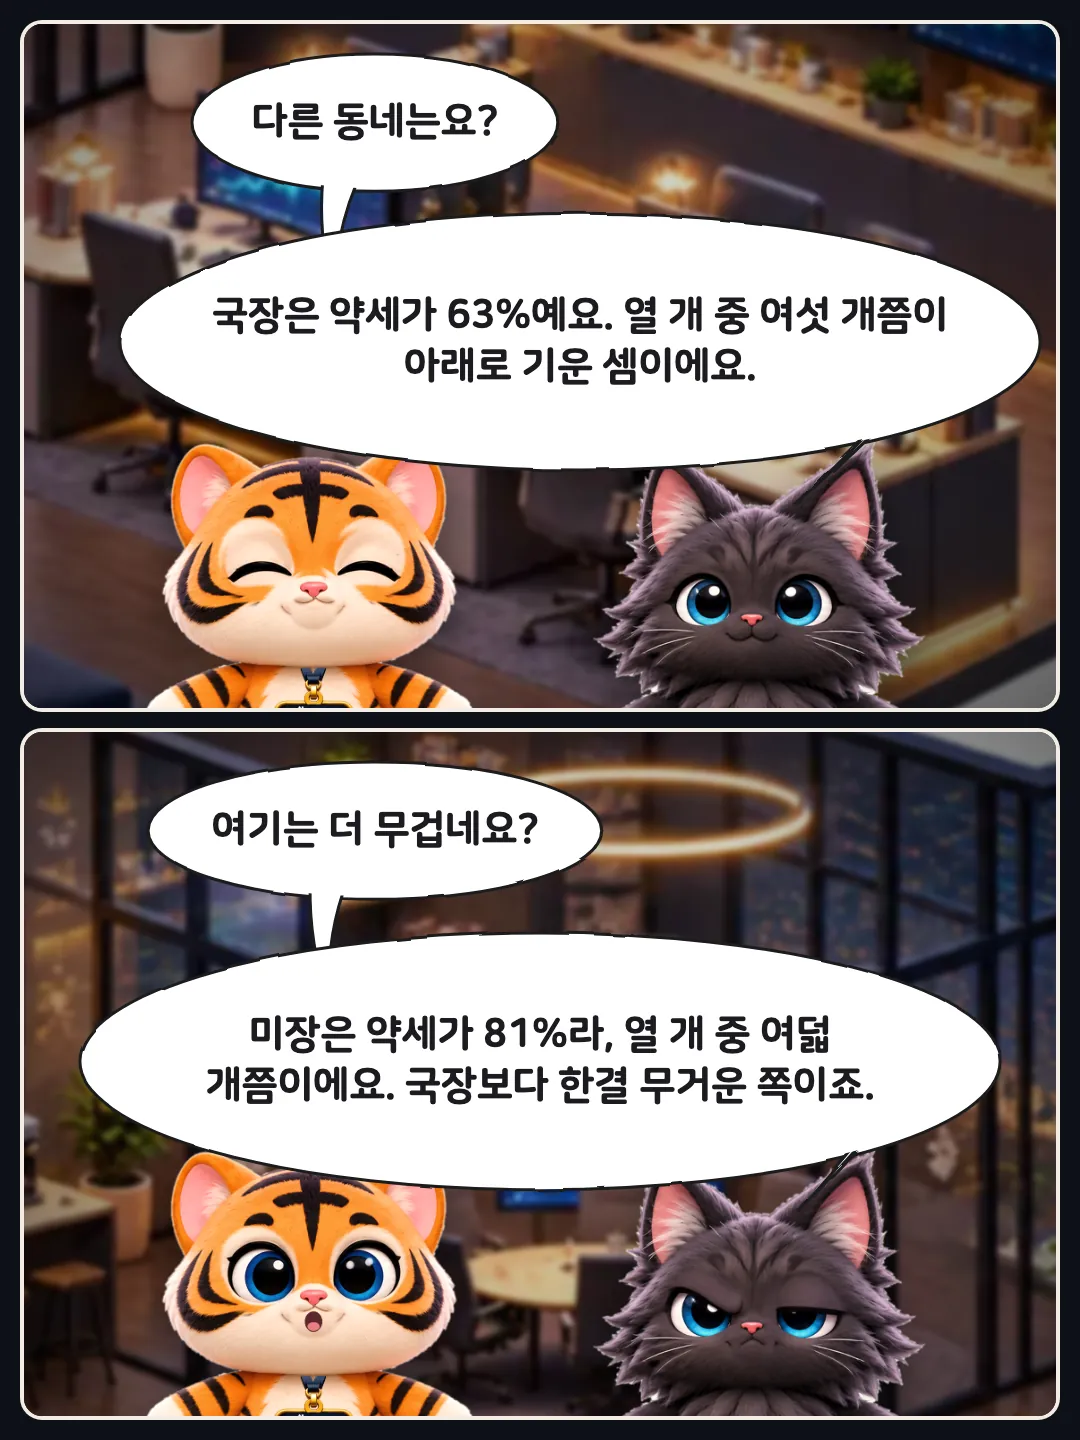 다른 동네는요?
국장은 약세가 63%예요. 열 개 중 여섯 개쯤이
아래로 기운 셈이에요.
여기는 더 무겁네요?
미장은 약세가 81%라, 열 개 중 여덟
개쯤이에요. 국장보다 한결 무거운 쪽이죠.